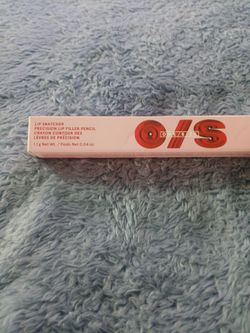 LIP SNATCHER
PRECISION LIP FILLER PENCIL
CRAYON CONTOUR DES
LÈVRES DE PRÉCISION
1.1 g Net Wt. / Poids Net 0.04 oz
O/S